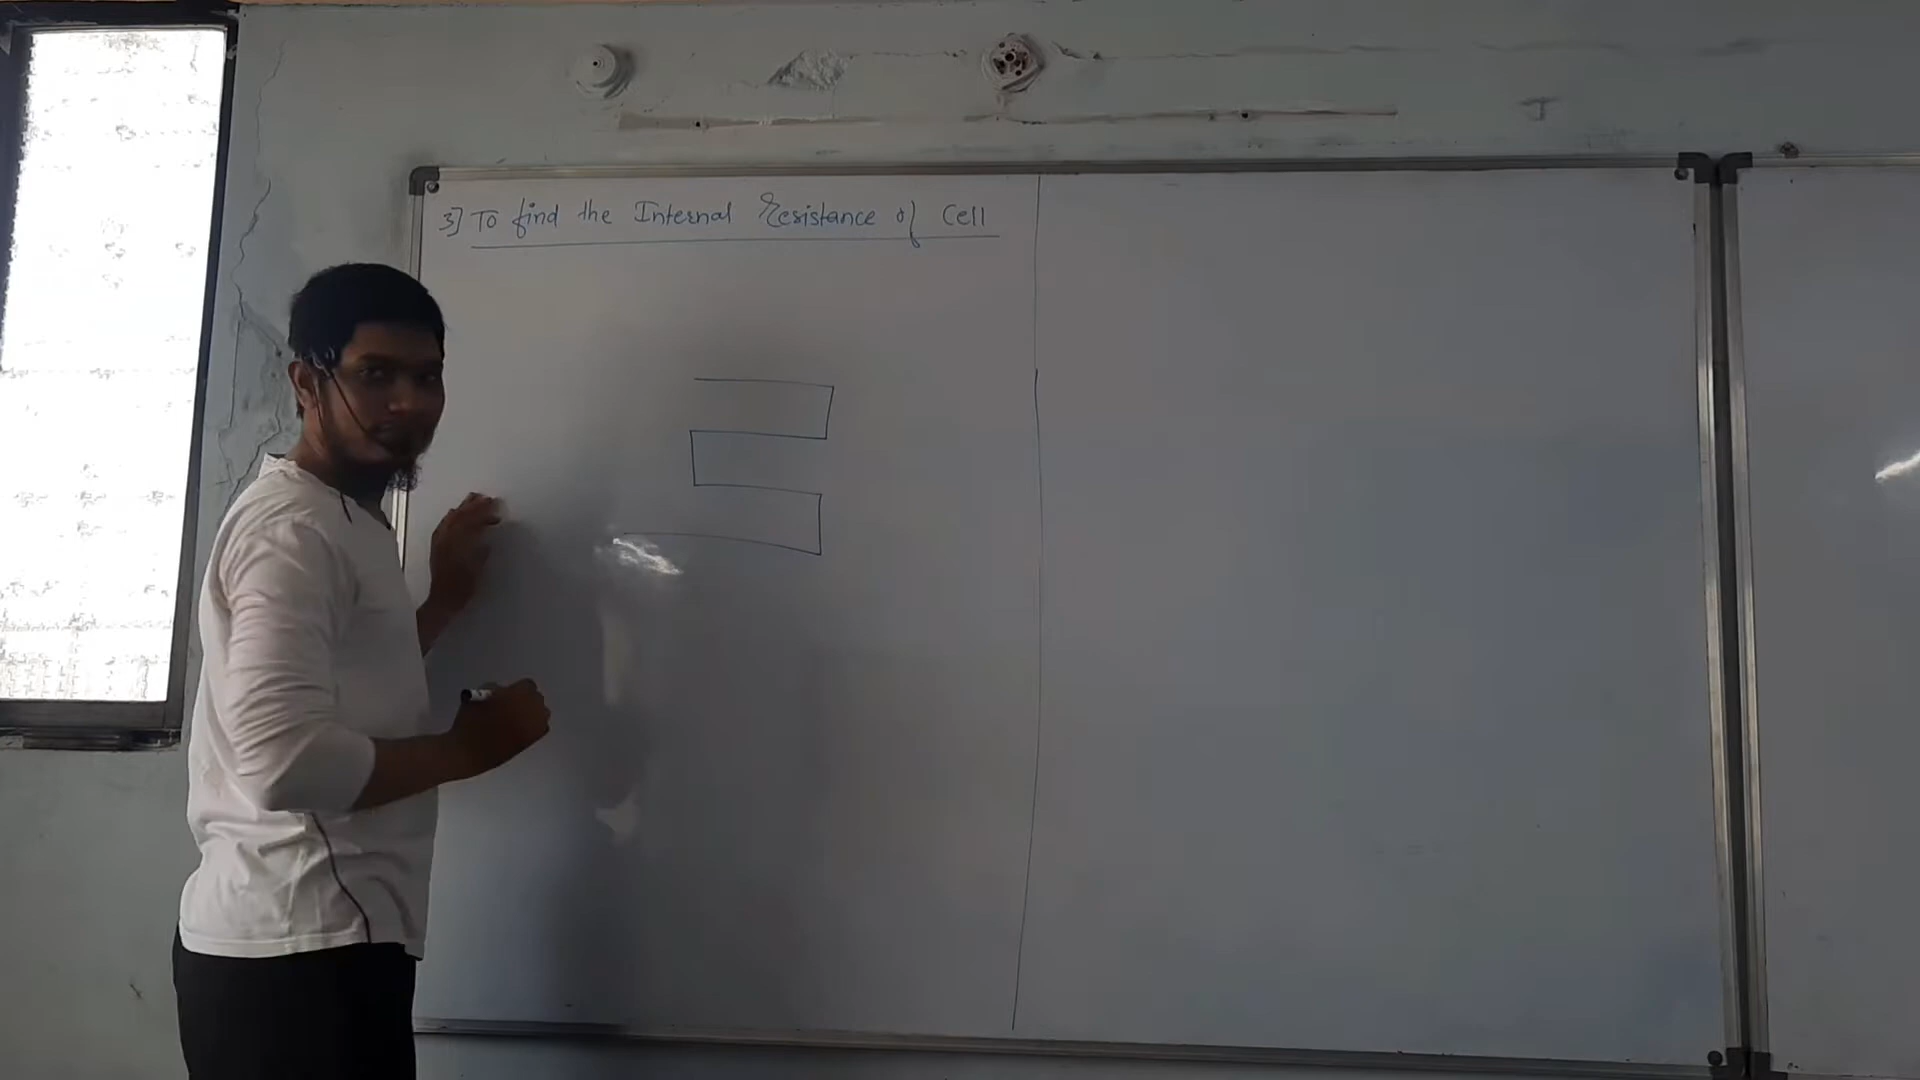 3] To find the Internal Resistance of Cell